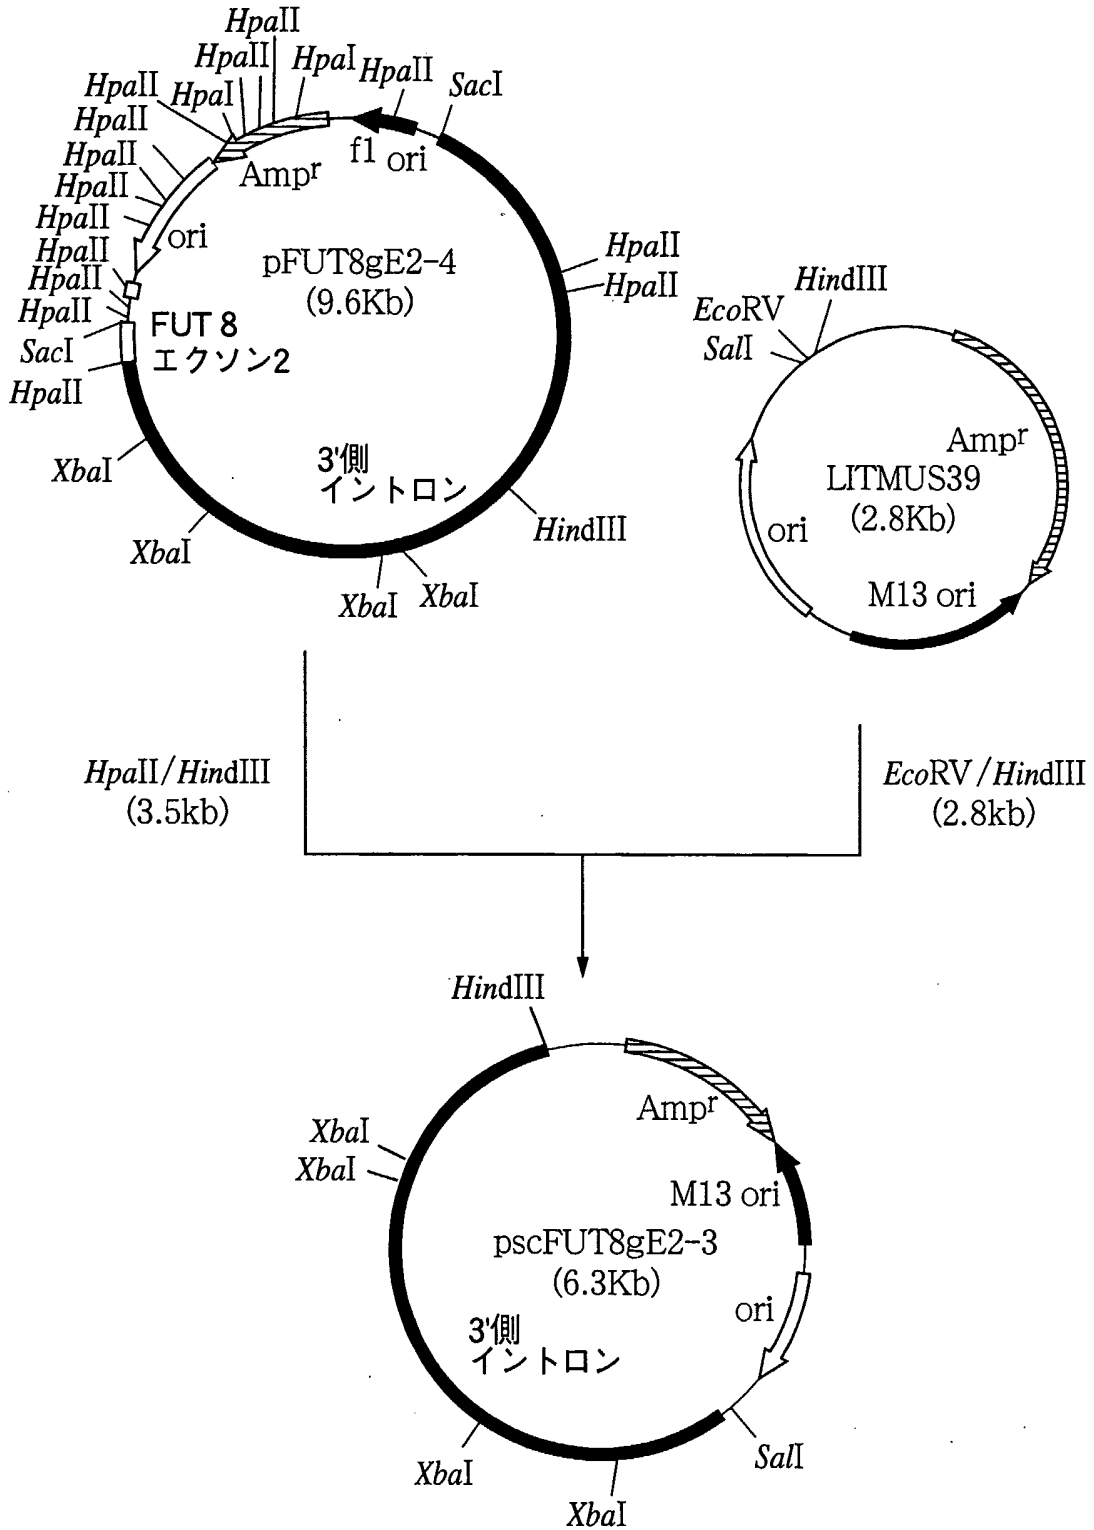 HpaII
HpaII
HpaI
HpaII
SacI
HpaII
HpaI
HpaII
HpaII
HpaII
HpaII
HpaII
HpaII
HpaII
SacI
HpaII
XbaI
XbaI
XbaI
XbaI
HindIII
HpaII
HpaII
f1 ori
Ampr
ori
pFUT8gE2-4
(9.6Kb)
FUT 8
エクソン2
3'側
イントロン
HindIII
EcoRV
SalI
Ampr
LITMUS39
(2.8Kb)
ori
M13 ori
HpaII/HindIII
(3.5kb)
EcoRV/HindIII
(2.8kb)
HindIII
Ampr
XbaI
XbaI
M13 ori
pscFUT8gE2-3
(6.3Kb)
ori
3'側
イントロン
SalI
XbaI
XbaI